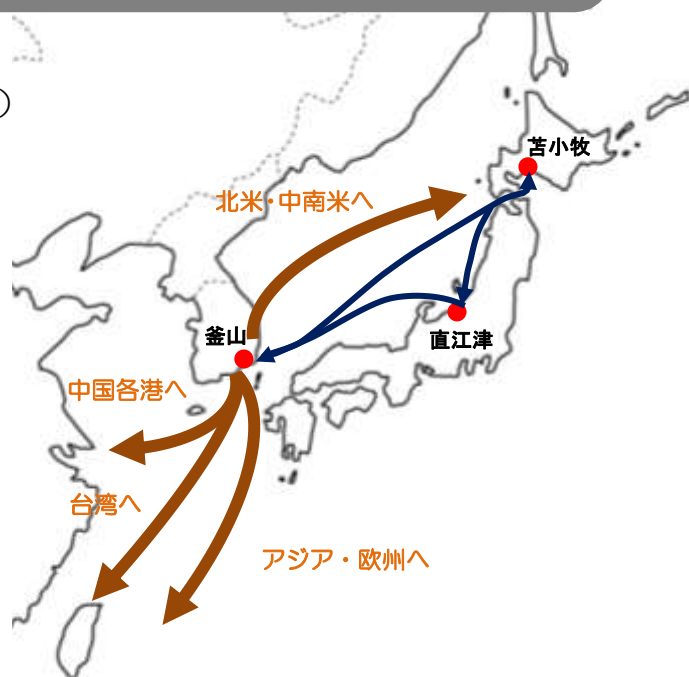 苫小牧
北米・中南米へ
釜山
直江津
中国各港へ
台湾へ
アジア・欧州へ